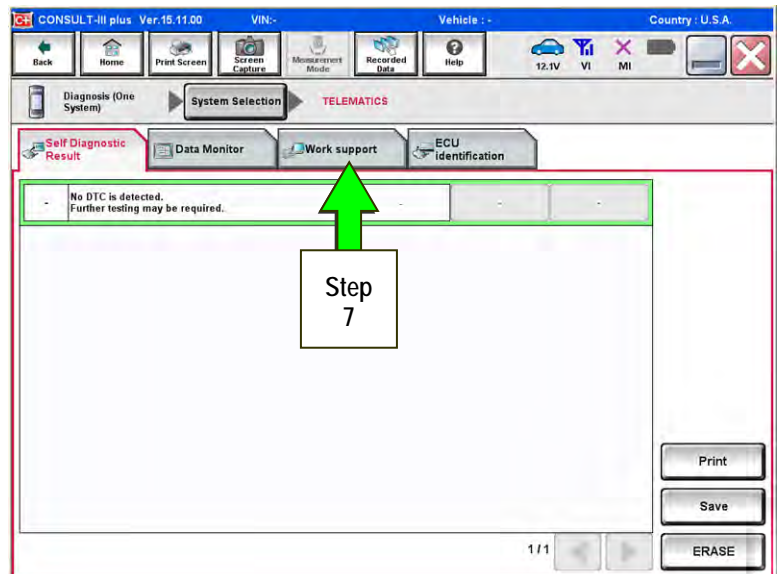 C+ CONSULT-III plus Ver.15.11.00 VIN:- Vehicle : - Country : U.S.A.
Back
Home
Print Screen
Screen Capture
Measurement Mode
Recorded Data
Help
12.1V
VI
MI
Diagnosis (One System)
System Selection
TELEMATICS
Self Diagnostic Result
Data Monitor
Work support
ECU identification
- No DTC is detected.
Further testing may be required.
- - -
Step
7
Print
Save
1/1
ERASE